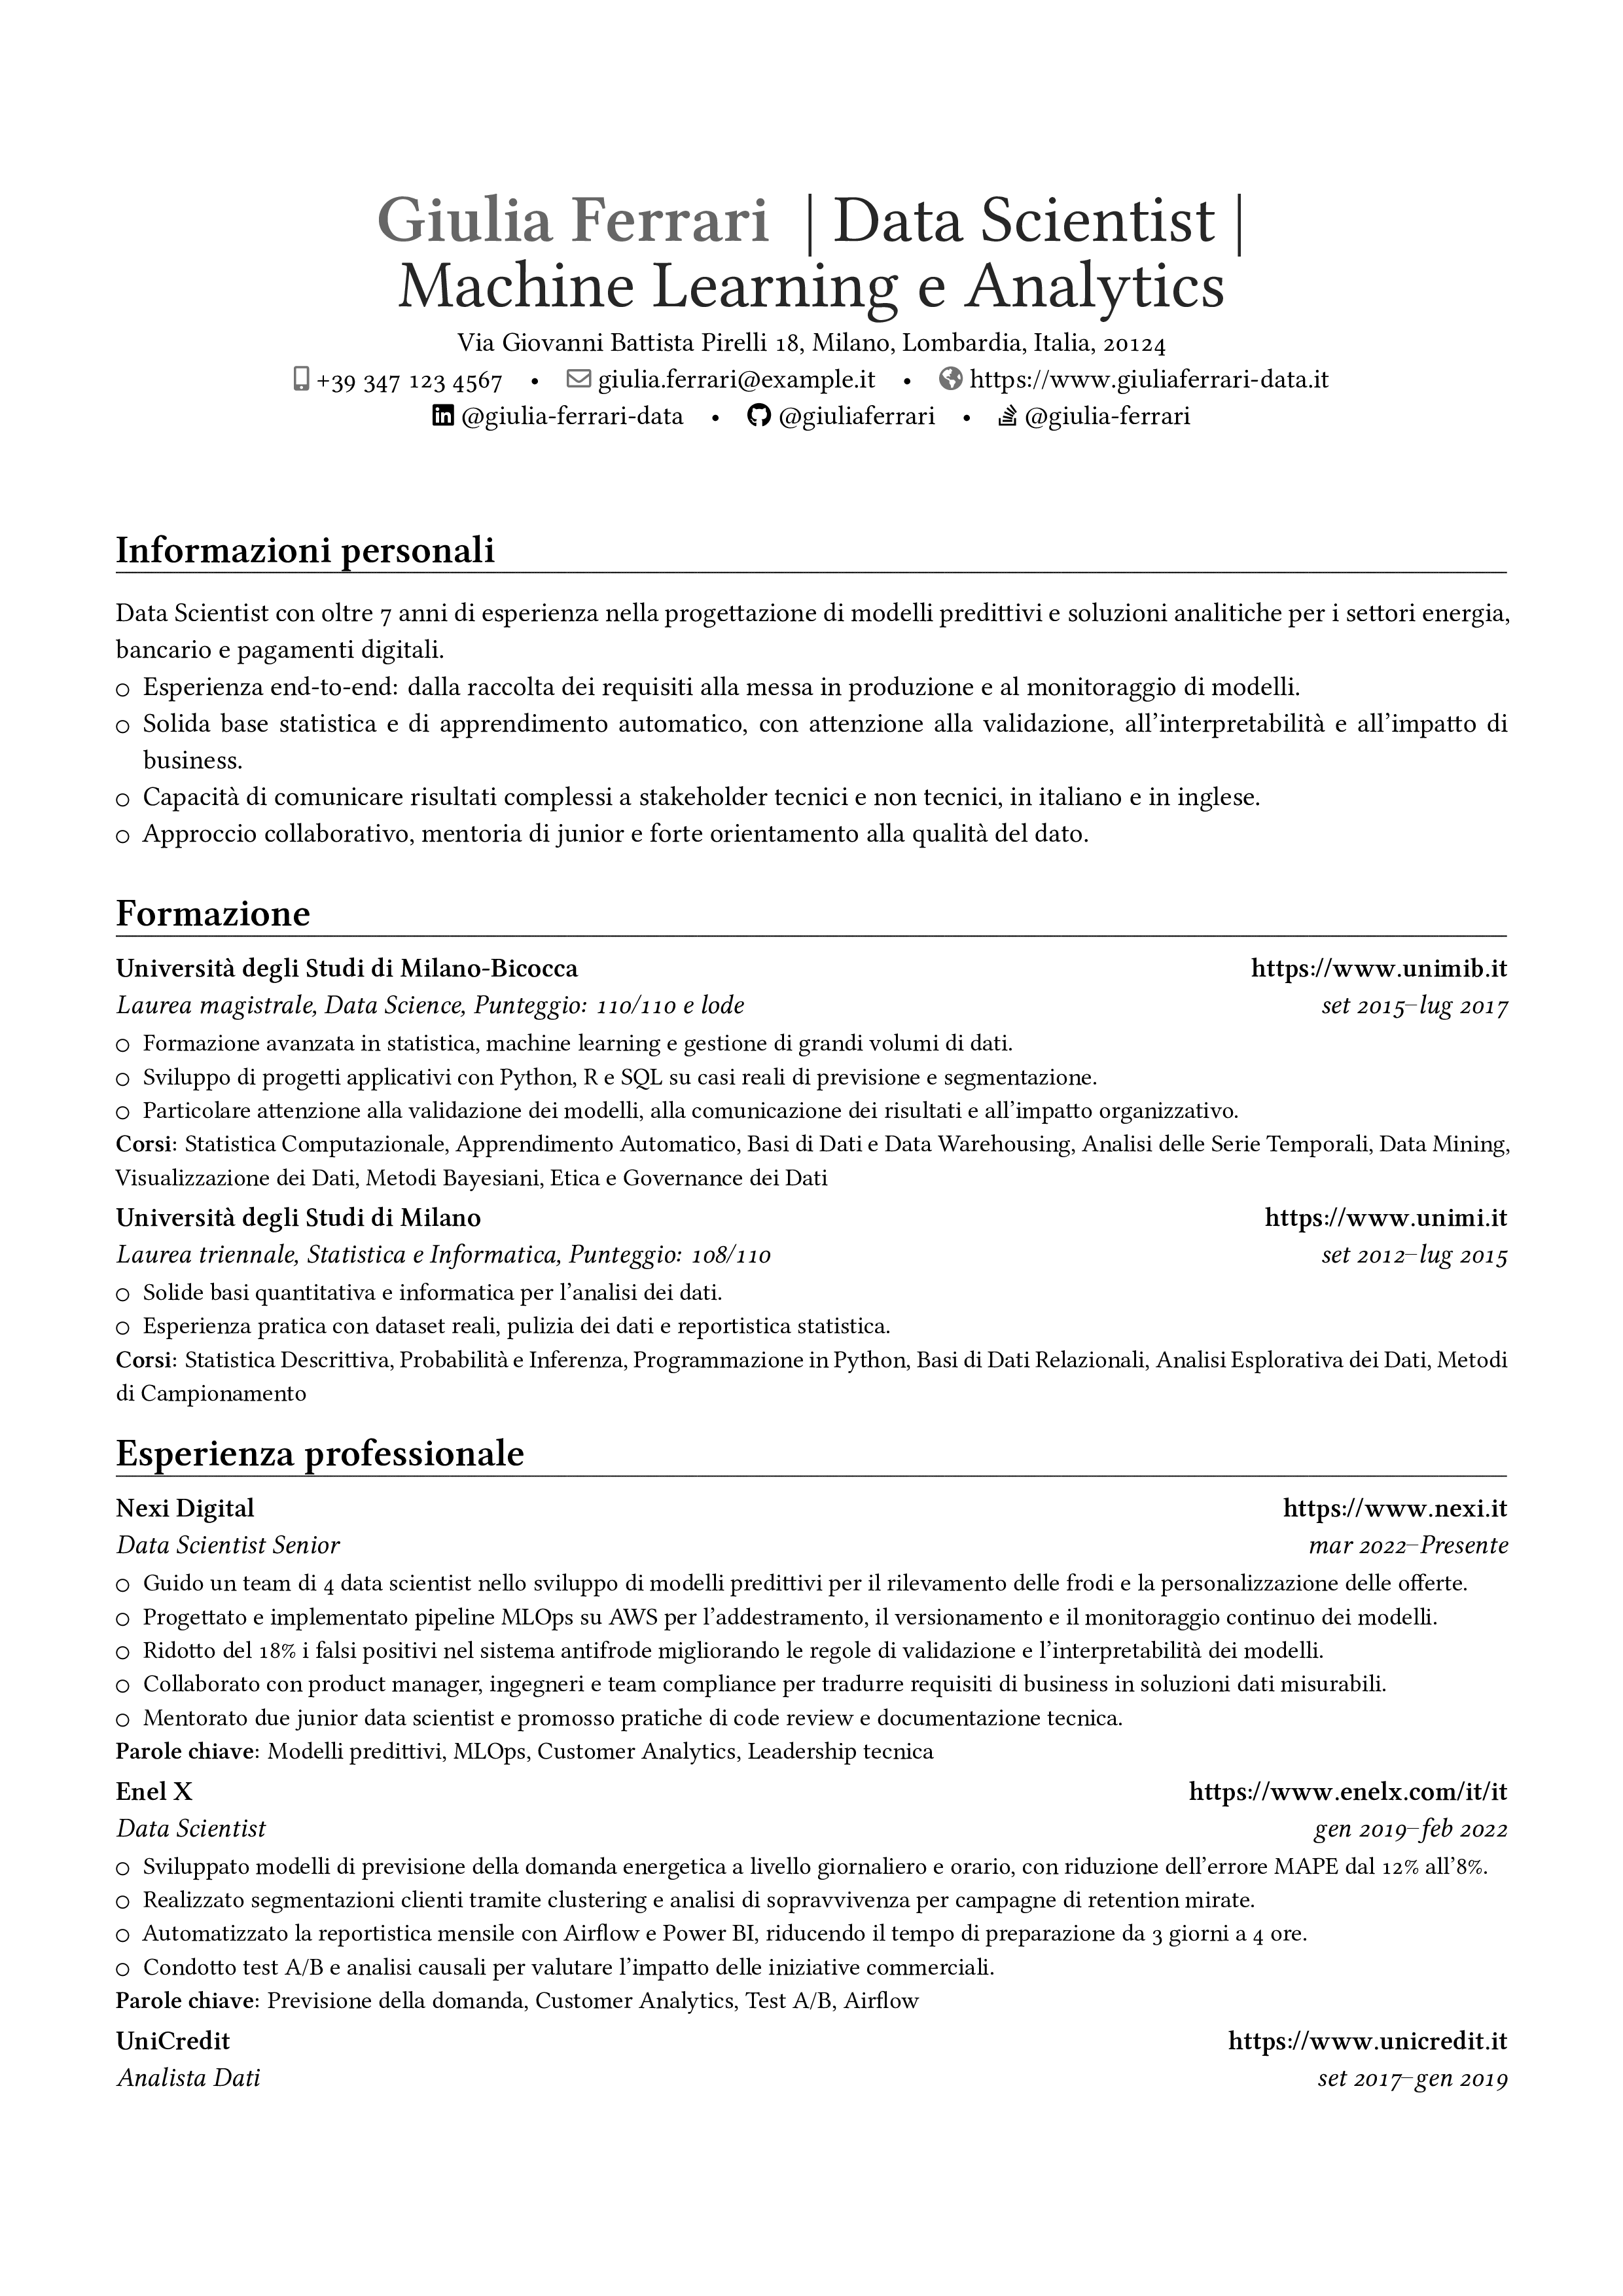 Giulia Ferrari | Data Scientist |
Machine Learning e Analytics
Via Giovanni Battista Pirelli 18, Milano, Lombardia, Italia, 20124
+39 347 123 4567 • giulia.ferrari@example.it • https://www.giuliaferrari-data.it
@giulia-ferrari-data • @giuliaferrari • @giulia-ferrari
Informazioni personali
Data Scientist con oltre 7 anni di esperienza nella progettazione di modelli predittivi e soluzioni analitiche per i settori energia,
bancario e pagamenti digitali.
○ Esperienza end-to-end: dalla raccolta dei requisiti alla messa in produzione e al monitoraggio di modelli.
○ Solida base statistica e di apprendimento automatico, con attenzione alla validazione, all'interpretabilità e all'impatto di
business.
○ Capacità di comunicare risultati complessi a stakeholder tecnici e non tecnici, in italiano e in inglese.
○ Approccio collaborativo, mentoria di junior e forte orientamento alla qualità del dato.
Formazione
Università degli Studi di Milano-Bicocca https://www.unimib.it
Laurea magistrale, Data Science, Punteggio: 110/110 e lode set 2015–lug 2017
○ Formazione avanzata in statistica, machine learning e gestione di grandi volumi di dati.
○ Sviluppo di progetti applicativi con Python, R e SQL su casi reali di previsione e segmentazione.
○ Particolare attenzione alla validazione dei modelli, alla comunicazione dei risultati e all'impatto organizzativo.
Corsi: Statistica Computazionale, Apprendimento Automatico, Basi di Dati e Data Warehousing, Analisi delle Serie Temporali, Data Mining,
Visualizzazione dei Dati, Metodi Bayesiani, Etica e Governance dei Dati
Università degli Studi di Milano https://www.unimi.it
Laurea triennale, Statistica e Informatica, Punteggio: 108/110 set 2012–lug 2015
○ Solide basi quantitativa e informatica per l'analisi dei dati.
○ Esperienza pratica con dataset reali, pulizia dei dati e reportistica statistica.
Corsi: Statistica Descrittiva, Probabilità e Inferenza, Programmazione in Python, Basi di Dati Relazionali, Analisi Esplorativa dei Dati, Metodi
di Campionamento
Esperienza professionale
Nexi Digital https://www.nexi.it
Data Scientist Senior mar 2022–Presente
○ Guido un team di 4 data scientist nello sviluppo di modelli predittivi per il rilevamento delle frodi e la personalizzazione delle offerte.
○ Progettato e implementato pipeline MLOps su AWS per l'addestramento, il versionamento e il monitoraggio continuo dei modelli.
○ Ridotto del 18% i falsi positivi nel sistema antifrode migliorando le regole di validazione e l'interpretabilità dei modelli.
○ Collaborato con product manager, ingegneri e team compliance per tradurre requisiti di business in soluzioni dati misurabili.
○ Mentorato due junior data scientist e promosso pratiche di code review e documentazione tecnica.
Parole chiave: Modelli predittivi, MLOps, Customer Analytics, Leadership tecnica
Enel X https://www.enelx.com/it/it
Data Scientist gen 2019–feb 2022
○ Sviluppato modelli di previsione della domanda energetica a livello giornaliero e orario, con riduzione dell'errore MAPE dal 12% all'8%.
○ Realizzato segmentazioni clienti tramite clustering e analisi di sopravvivenza per campagne di retention mirate.
○ Automatizzato la reportistica mensile con Airflow e Power BI, riducendo il tempo di preparazione da 3 giorni a 4 ore.
○ Condotto test A/B e analisi causali per valutare l'impatto delle iniziative commerciali.
Parole chiave: Previsione della domanda, Customer Analytics, Test A/B, Airflow
UniCredit https://www.unicredit.it
Analista Dati set 2017–gen 2019